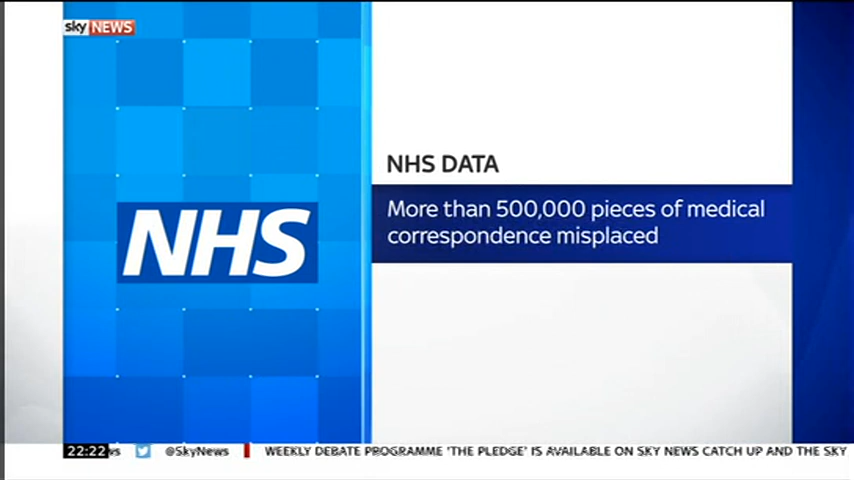 sky NEWS
NHS DATA
More than 500,000 pieces of medical
correspondence misplaced
NHS
22:22 @SkyNews WEEKLY DEBATE PROGRAMME 'THE PLEDGE' IS AVAILABLE ON SKY NEWS CATCH UP AND THE SKY